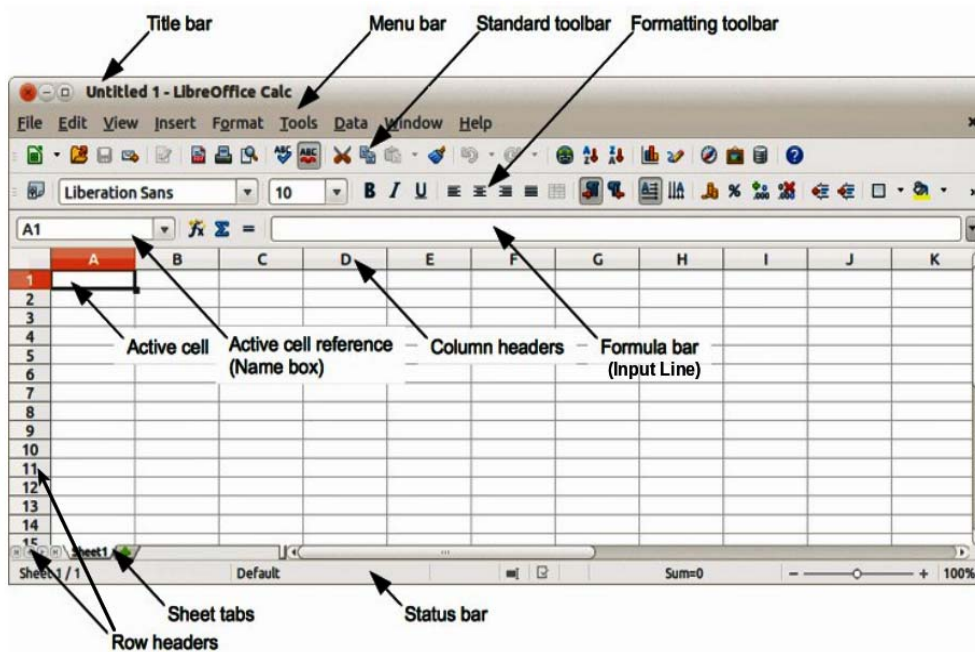 Title bar Menu bar Standard toolbar Formatting toolbar
Untitled 1 - LibreOffice Calc
File Edit View Insert Format Tools Data Window Help
Liberation Sans 10 B I U %
A1 =
A B C D E F G H I J K
1
2
3
4
Active cell Active cell reference Column headers Formula bar
5
(Name box) (Input Line)
6
7
8
9
10
11
12
13
14
15
Sheet1
Sheet 1 / 1 Default Sum=0 − + 100%
Sheet tabs Status bar
Row headers